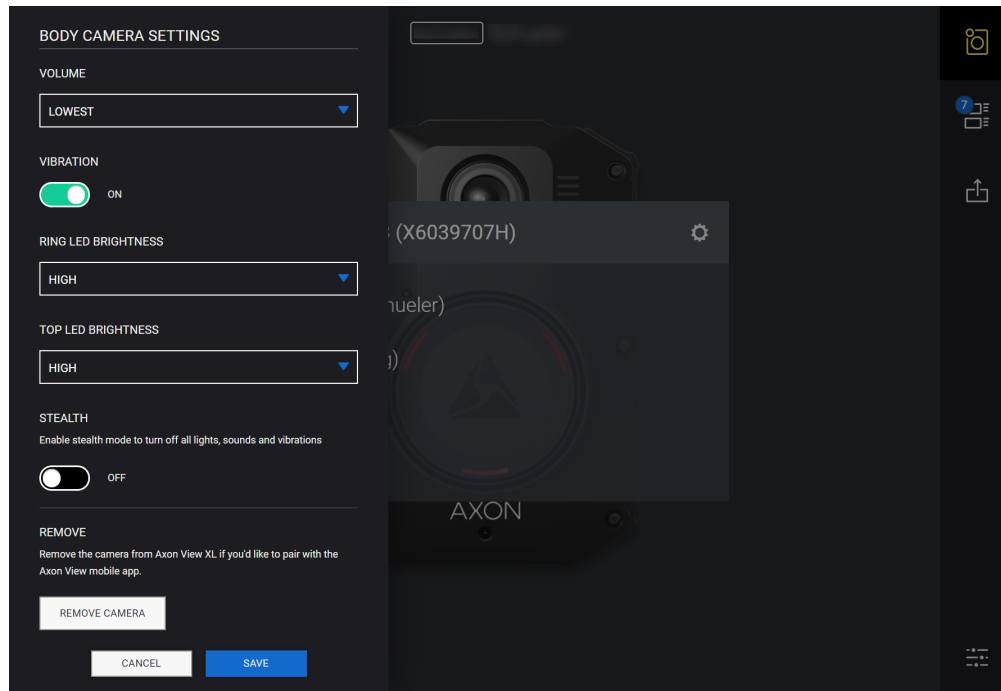 BODY CAMERA SETTINGS
VOLUME
LOWEST
VIBRATION
ON
RING LED BRIGHTNESS
HIGH
TOP LED BRIGHTNESS
HIGH
STEALTH
Enable stealth mode to turn off all lights, sounds and vibrations
OFF
REMOVE
Remove the camera from Axon View XL if you'd like to pair with the
Axon View mobile app.
REMOVE CAMERA
CANCEL
SAVE
(X6039707H)
hueler)
)
AXON
7